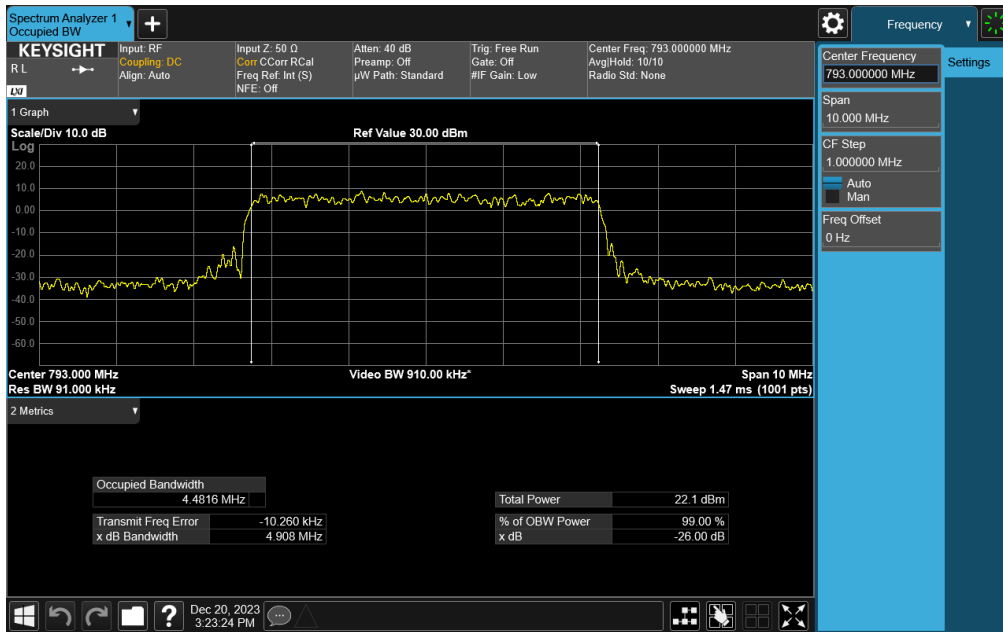 Spectrum Analyzer 1
Occupied BW
Frequency
KEYSIGHT
R L
LXI
Input: RF
Coupling: DC
Align: Auto
Input Z: 50 Ω
Corr CCorr RCal
Freq Ref: Int (S)
NFE: Off
Atten: 40 dB
Preamp: Off
µW Path: Standard
Trig: Free Run
Gate: Off
#IF Gain: Low
Center Freq: 793.000000 MHz
Avg|Hold: 10/10
Radio Std: None
Center Frequency
793.000000 MHz
Settings
Span
10.000 MHz
CF Step
1.000000 MHz
Auto
Man
Freq Offset
0 Hz
1 Graph
Scale/Div 10.0 dB
Ref Value 30.00 dBm
Log
20.0
10.0
0.00
-10.0
-20.0
-30.0
-40.0
-50.0
-60.0
Center 793.000 MHz
Video BW 910.00 kHz*
Span 10 MHz
Res BW 91.000 kHz
Sweep 1.47 ms (1001 pts)
2 Metrics
Occupied Bandwidth
4.4816 MHz
Total Power 22.1 dBm
Transmit Freq Error -10.260 kHz
% of OBW Power 99.00 %
x dB Bandwidth 4.908 MHz
x dB -26.00 dB
Dec 20, 2023
3:23:24 PM